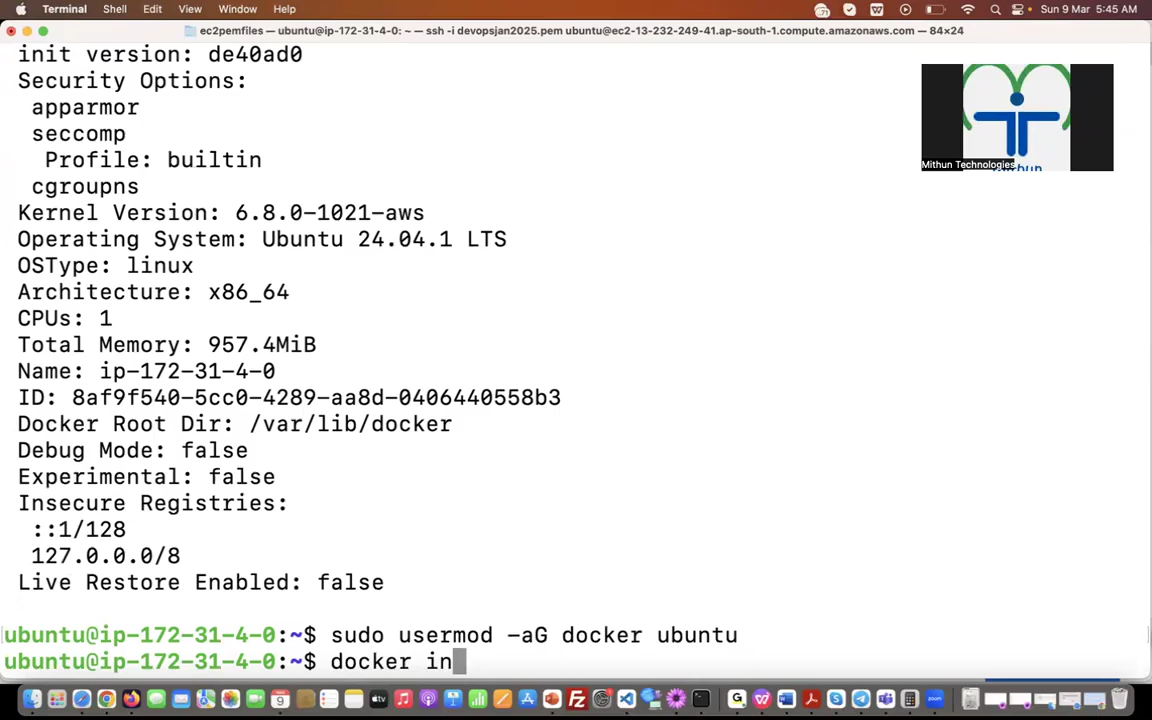 Terminal Shell Edit View Window Help Sun 9 Mar 5:45 AM
ec2pemfiles — ubuntu@ip-172-31-4-0: ~ — ssh -i devopsjan2025.pem ubuntu@ec2-13-232-249-41.ap-south-1.compute.amazonaws.com — 84×24
init version: de40ad0
Security Options:
apparmor
seccomp
Profile: builtin
cgroupns
Kernel Version: 6.8.0-1021-aws
Operating System: Ubuntu 24.04.1 LTS
OSType: linux
Architecture: x86_64
CPUs: 1
Total Memory: 957.4MiB
Name: ip-172-31-4-0
ID: 8af9f540-5cc0-4289-aa8d-0406440558b3
Docker Root Dir: /var/lib/docker
Debug Mode: false
Experimental: false
Insecure Registries:
::1/128
127.0.0.0/8
Live Restore Enabled: false
ubuntu@ip-172-31-4-0:~$ sudo usermod -aG docker ubuntu
ubuntu@ip-172-31-4-0:~$ docker in
Mithun Technologies